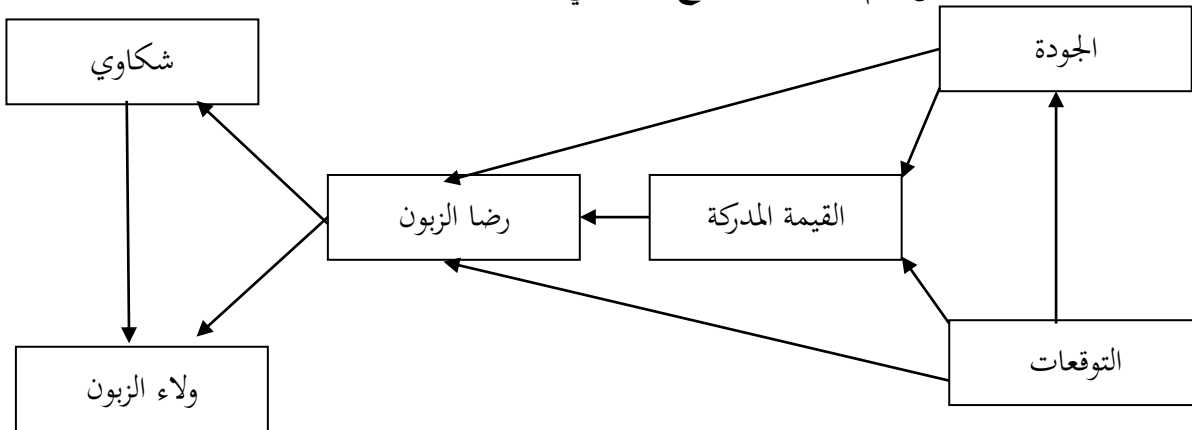 الجودة
شكاوي
القيمة المدركة
رضا الزبون
التوقعات
ولاء الزبون